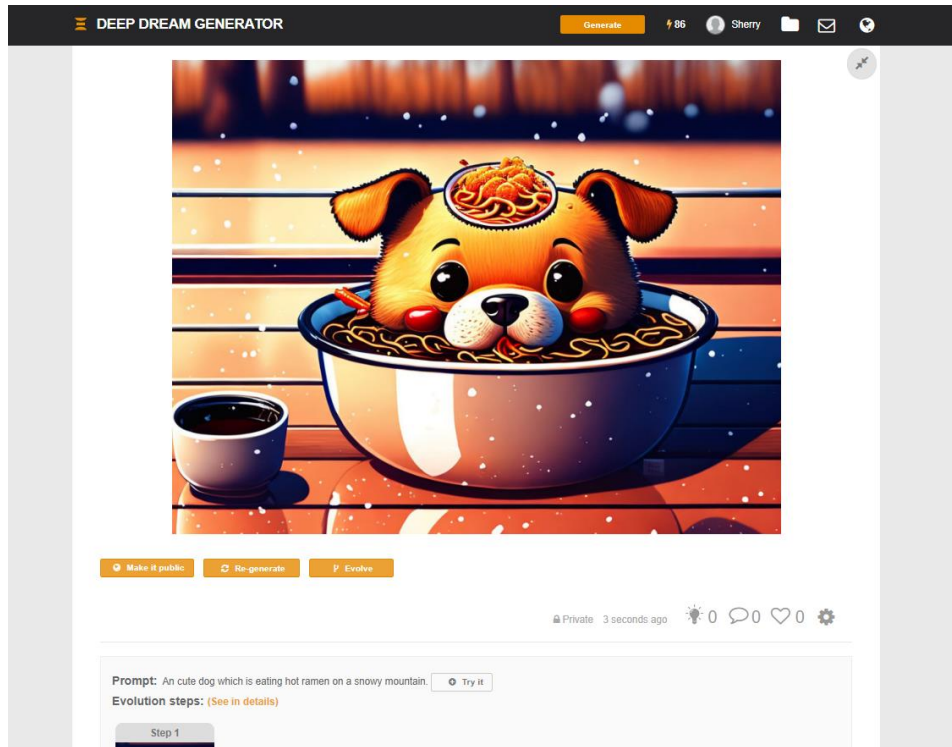 DEEP DREAM GENERATOR
Generate
86
Sherry
Make it public
Re-generate
Evolve
Private 3 seconds ago 0 0 0
Prompt: An cute dog which is eating hot ramen on a snowy mountain. Try it
Evolution steps: (See in details)
Step 1